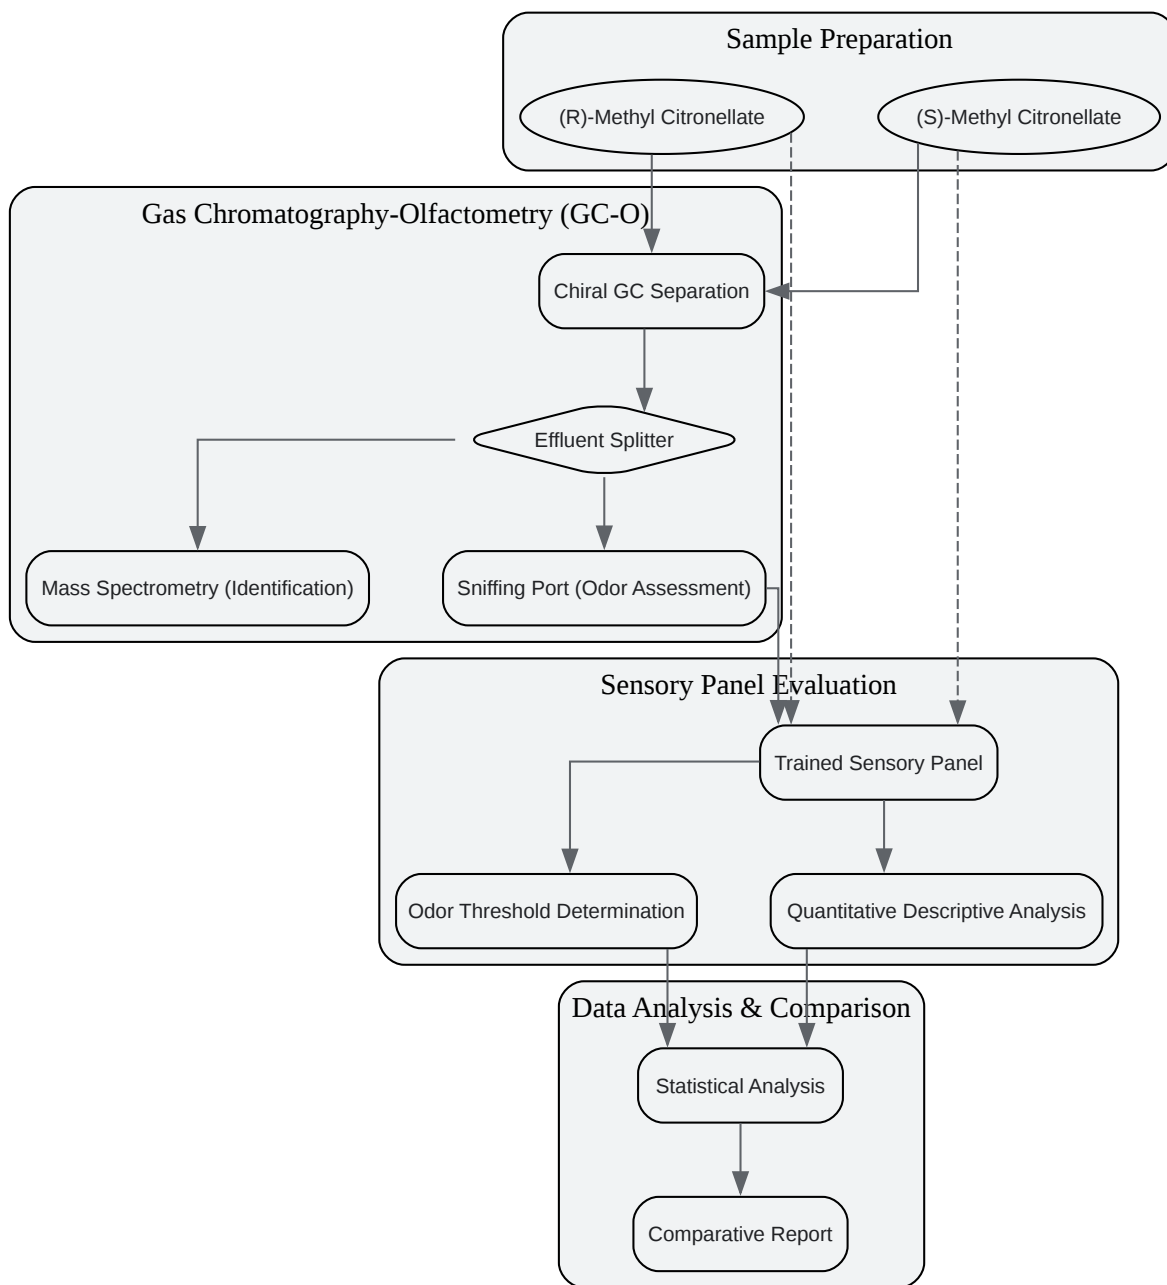 Sample Preparation
(R)-Methyl Citronellate
(S)-Methyl Citronellate
Gas Chromatography-Olfactometry (GC-O)
Chiral GC Separation
Effluent Splitter
Mass Spectrometry (Identification)
Sniffing Port (Odor Assessment)
Sensory Panel Evaluation
Trained Sensory Panel
Odor Threshold Determination
Quantitative Descriptive Analysis
Data Analysis & Comparison
Statistical Analysis
Comparative Report